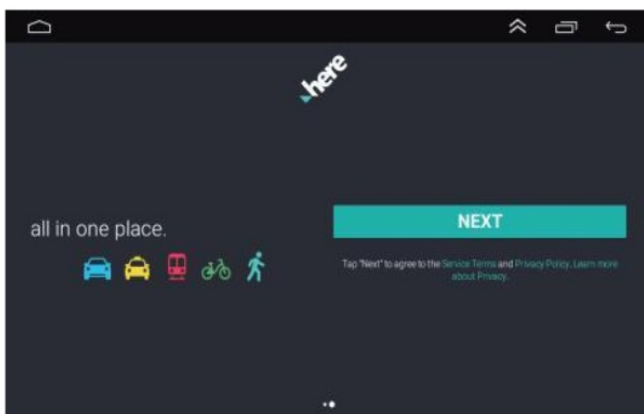 here
all in one place.
NEXT
Tap "Next" to agree to the Service Terms and Privacy Policy. Learn more
about Privacy.